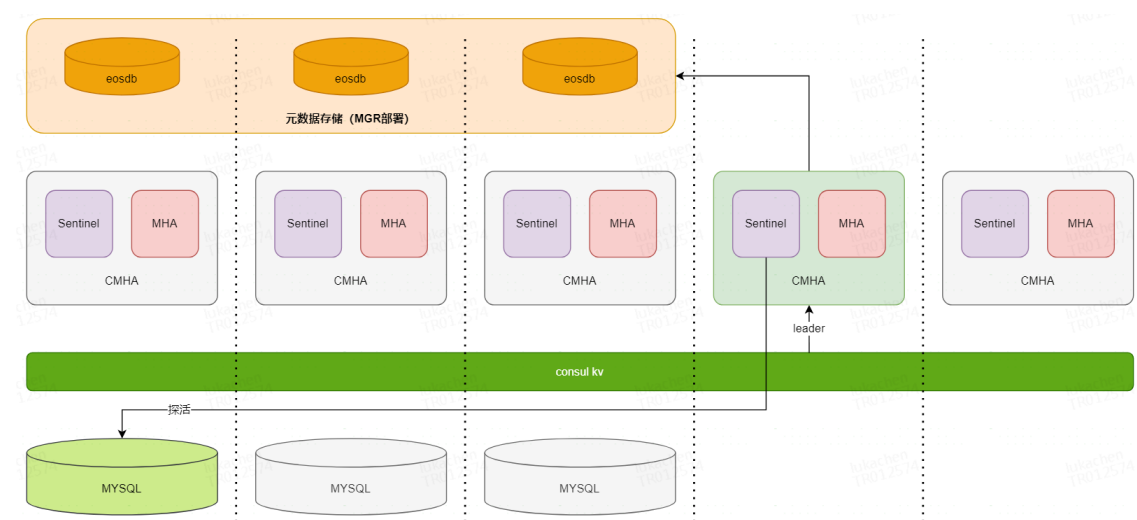 eosdb
eosdb
eosdb
元数据存储（MGR部署）
Sentinel
MHA
CMHA
Sentinel
MHA
CMHA
Sentinel
MHA
CMHA
Sentinel
MHA
CMHA
Sentinel
MHA
CMHA
leader
consul kv
探活
MYSQL
MYSQL
MYSQL